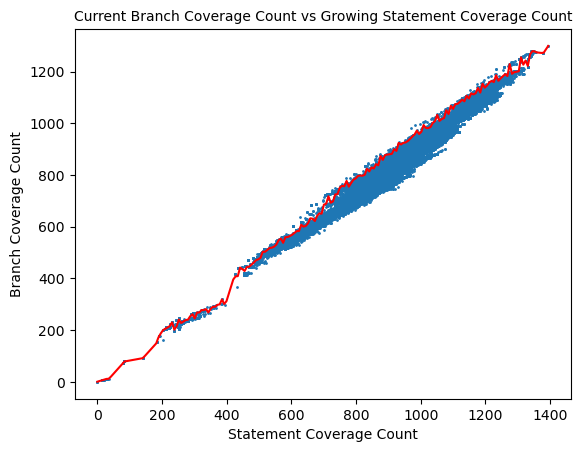 Current Branch Coverage Count vs Growing Statement Coverage Count
1200
1000
800
600
400
200
0
Branch Coverage Count
0 200 400 600 800 1000 1200 1400
Statement Coverage Count